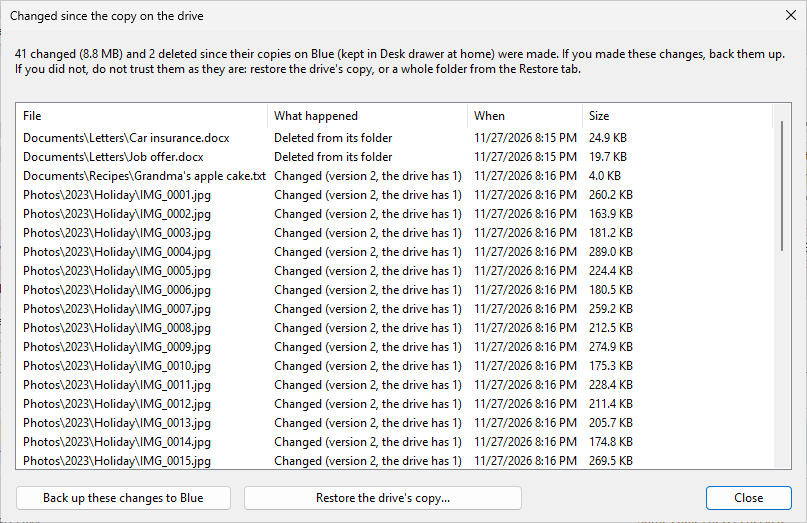 Changed since the copy on the drive
41 changed (8.8 MB) and 2 deleted since their copies on Blue (kept in Desk drawer at home) were made. If you made these changes, back them up.
If you did not, do not trust them as they are: restore the drive's copy, or a whole folder from the Restore tab.
File What happened When Size
Documents\Letters\Car insurance.docx Deleted from its folder 11/27/2026 8:15 PM 24.9 KB
Documents\Letters\Job offer.docx Deleted from its folder 11/27/2026 8:15 PM 19.7 KB
Documents\Recipes\Grandma's apple cake.txt Changed (version 2, the drive has 1) 11/27/2026 8:16 PM 4.0 KB
Photos\2023\Holiday\IMG_0001.jpg Changed (version 2, the drive has 1) 11/27/2026 8:16 PM 260.2 KB
Photos\2023\Holiday\IMG_0002.jpg Changed (version 2, the drive has 1) 11/27/2026 8:16 PM 163.9 KB
Photos\2023\Holiday\IMG_0003.jpg Changed (version 2, the drive has 1) 11/27/2026 8:16 PM 181.2 KB
Photos\2023\Holiday\IMG_0004.jpg Changed (version 2, the drive has 1) 11/27/2026 8:16 PM 289.0 KB
Photos\2023\Holiday\IMG_0005.jpg Changed (version 2, the drive has 1) 11/27/2026 8:16 PM 224.4 KB
Photos\2023\Holiday\IMG_0006.jpg Changed (version 2, the drive has 1) 11/27/2026 8:16 PM 180.5 KB
Photos\2023\Holiday\IMG_0007.jpg Changed (version 2, the drive has 1) 11/27/2026 8:16 PM 259.2 KB
Photos\2023\Holiday\IMG_0008.jpg Changed (version 2, the drive has 1) 11/27/2026 8:16 PM 212.5 KB
Photos\2023\Holiday\IMG_0009.jpg Changed (version 2, the drive has 1) 11/27/2026 8:16 PM 274.9 KB
Photos\2023\Holiday\IMG_0010.jpg Changed (version 2, the drive has 1) 11/27/2026 8:16 PM 175.3 KB
Photos\2023\Holiday\IMG_0011.jpg Changed (version 2, the drive has 1) 11/27/2026 8:16 PM 228.4 KB
Photos\2023\Holiday\IMG_0012.jpg Changed (version 2, the drive has 1) 11/27/2026 8:16 PM 211.4 KB
Photos\2023\Holiday\IMG_0013.jpg Changed (version 2, the drive has 1) 11/27/2026 8:16 PM 205.7 KB
Photos\2023\Holiday\IMG_0014.jpg Changed (version 2, the drive has 1) 11/27/2026 8:16 PM 174.8 KB
Photos\2023\Holiday\IMG_0015.jpg Changed (version 2, the drive has 1) 11/27/2026 8:16 PM 269.5 KB
Back up these changes to Blue Restore the drive's copy... Close